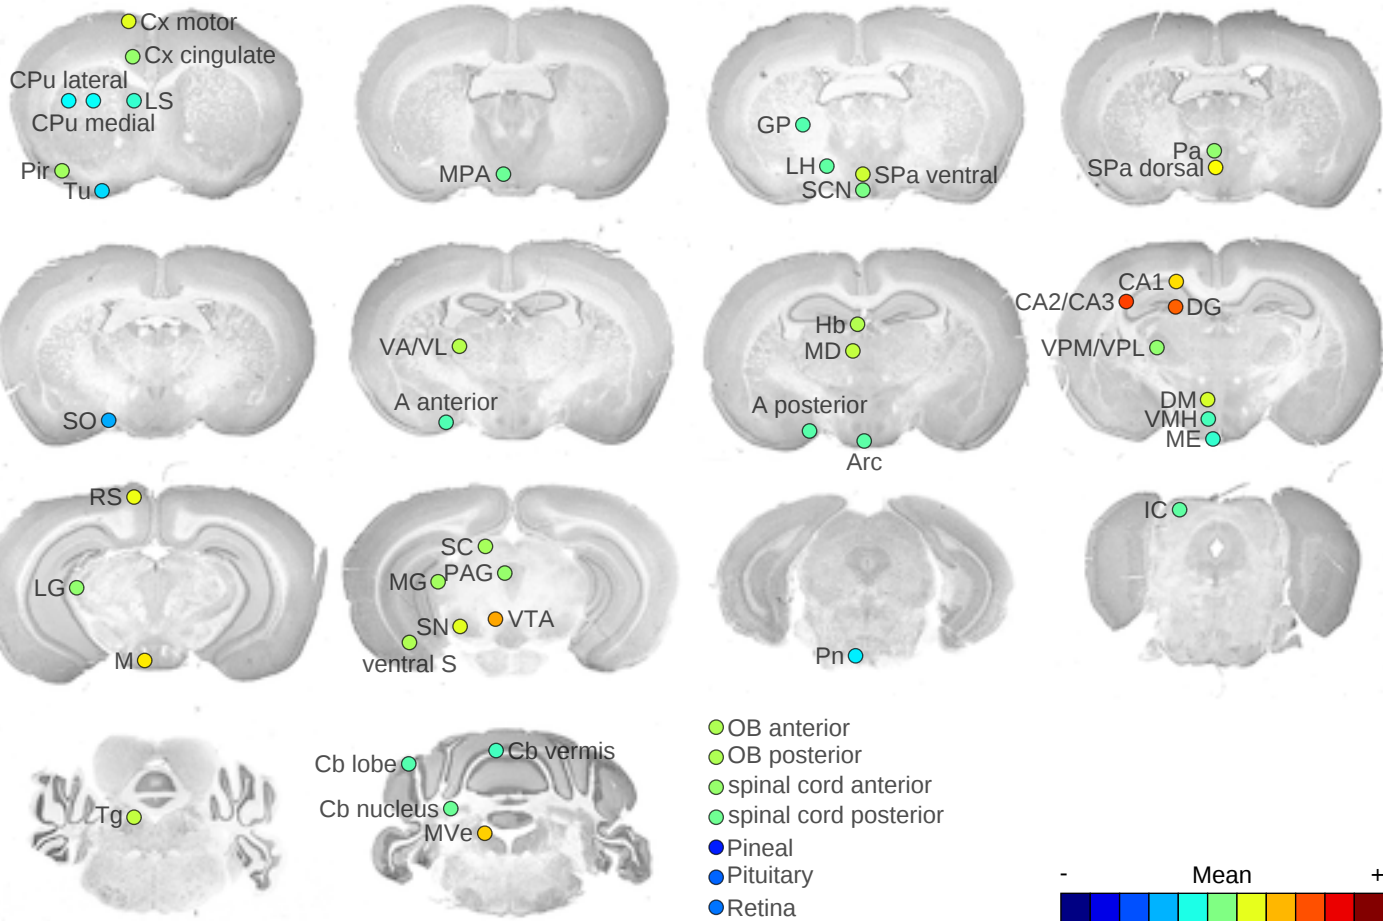 Cx motor
Cx cingulate
CPu lateral
LS
CPu medial
Pir
Tu
MPA
GP
LH
SPa ventral
SCN
Pa
SPa dorsal
SO
VA/VL
A anterior
Hb
MD
A posterior
Arc
CA1
CA2/CA3
DG
VPM/VPL
DM
VMH
ME
RS
LG
M
SC
MG
PAG
SN
VTA
ventral S
Pn
IC
Tg
Cb lobe
Cb vermis
Cb nucleus
MVe
OB anterior
OB posterior
spinal cord anterior
spinal cord posterior
Pineal
Pituitary
Retina
- Mean +